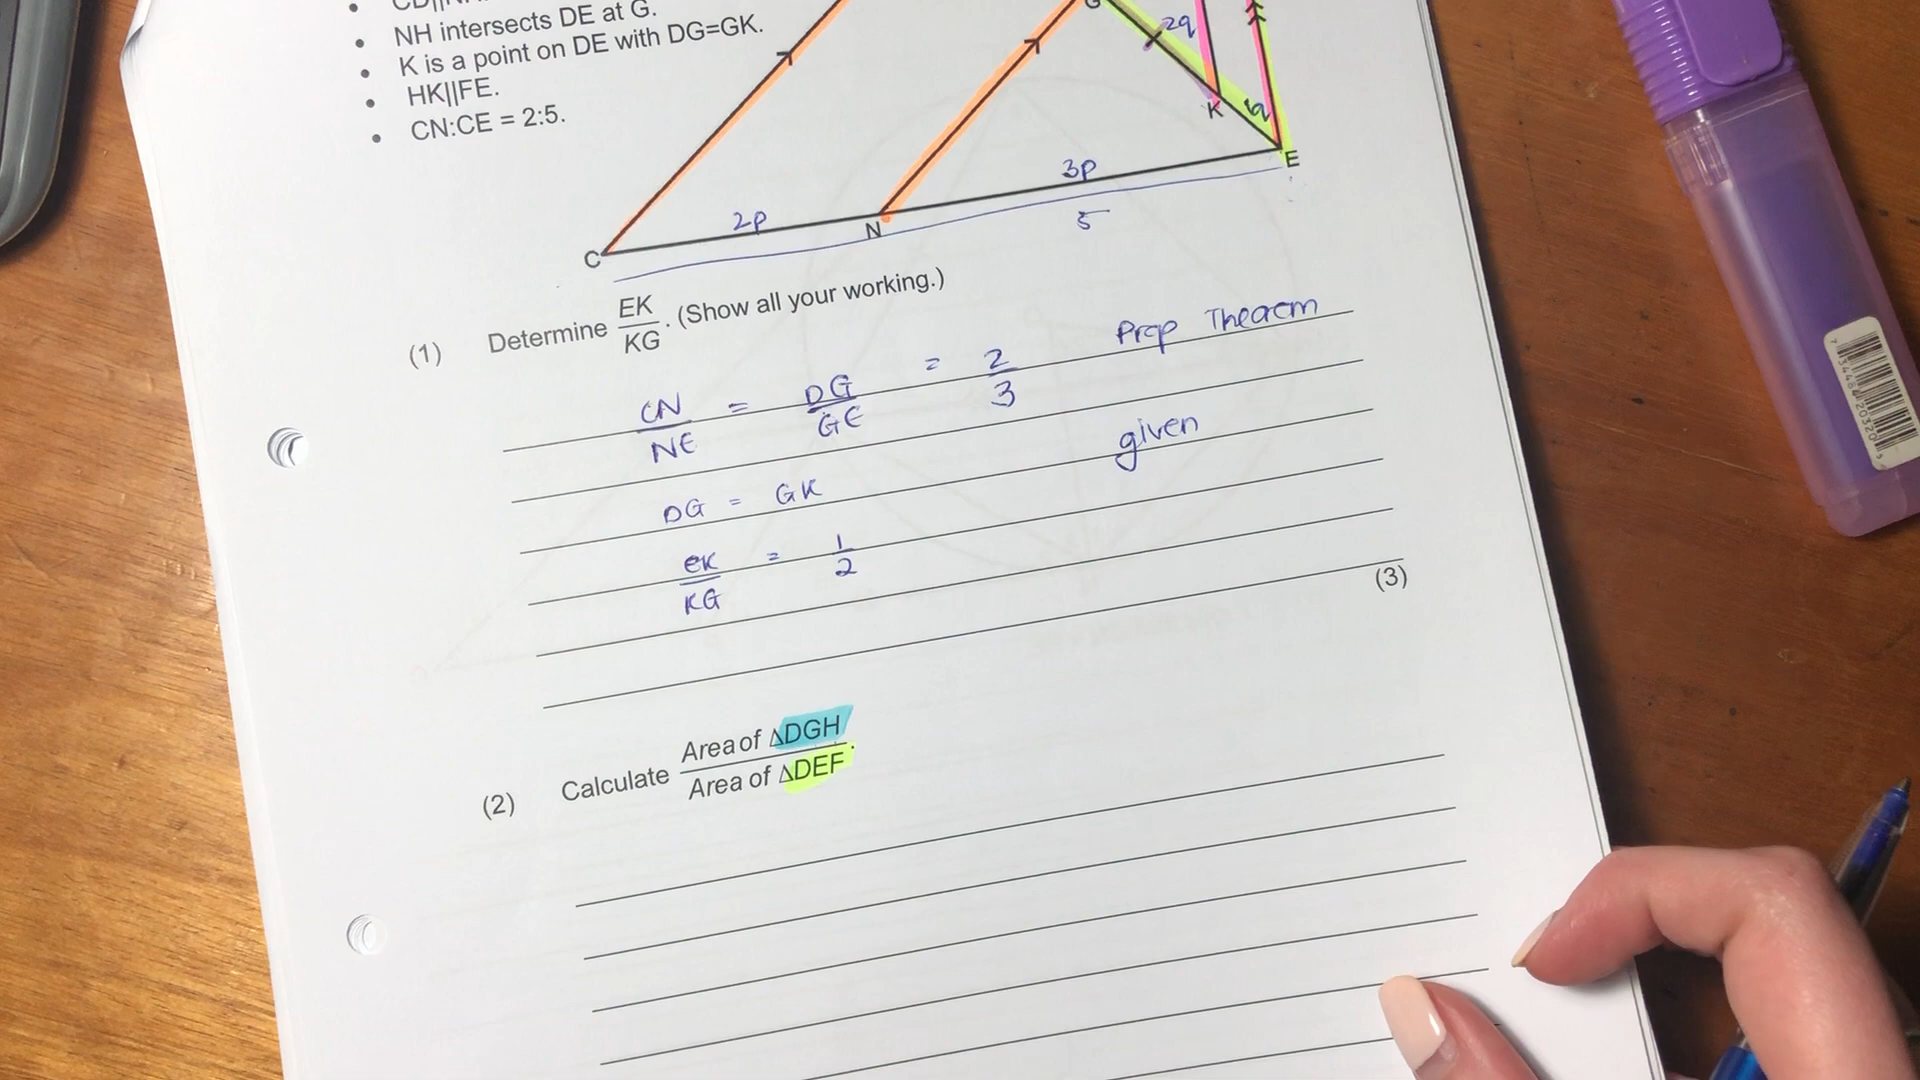 NH intersects DE at G.
K is a point on DE with DG=GK.
HK||FE.
CN:CE = 2:5.
2q
K
q
E
3p
2p
N
5
C
(1) Determine EK/KG. (Show all your working.)
CN/NE = DG/GE = 2/3 Prop Theorem
DG = GK given
EK/KG = 1/2
(3)
(2) Calculate Area of ΔDGH/Area of ΔDEF.